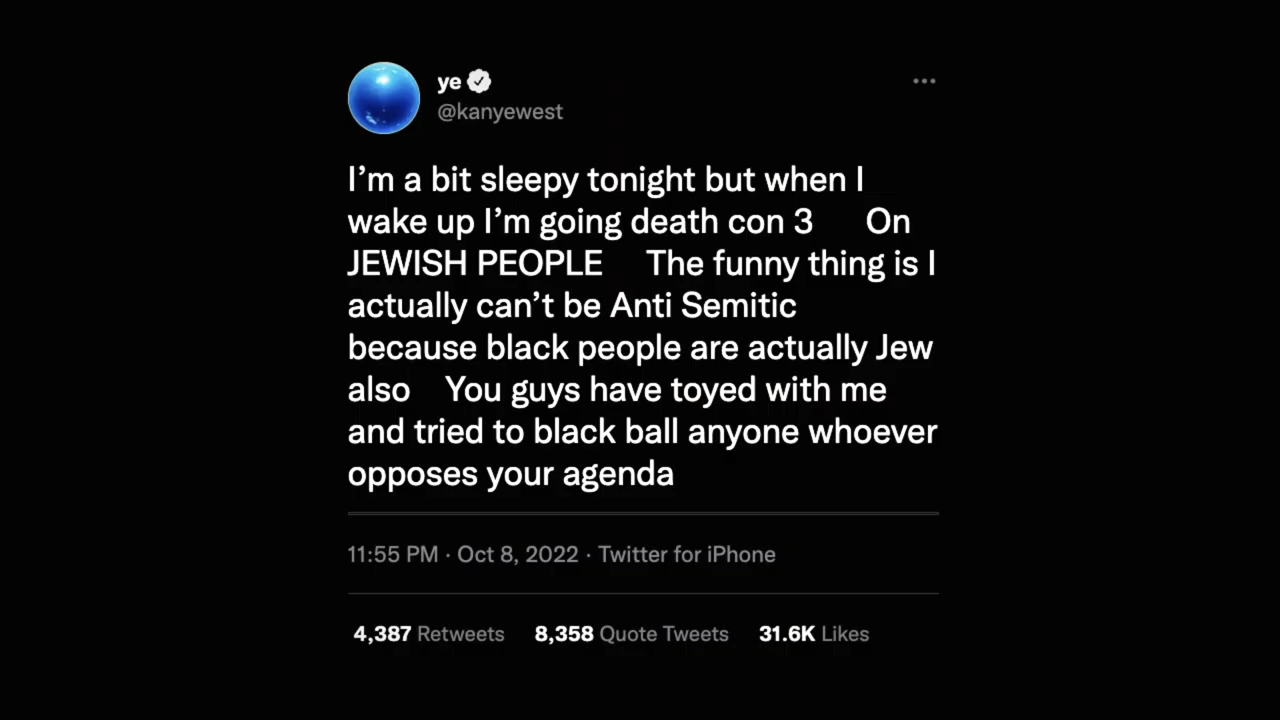 ye
@kanyewest
I’m a bit sleepy tonight but when I
wake up I’m going death con 3 On
JEWISH PEOPLE The funny thing is I
actually can’t be Anti Semitic
because black people are actually Jew
also You guys have toyed with me
and tried to black ball anyone whoever
opposes your agenda
11:55 PM · Oct 8, 2022 · Twitter for iPhone
4,387 Retweets 8,358 Quote Tweets 31.6K Likes